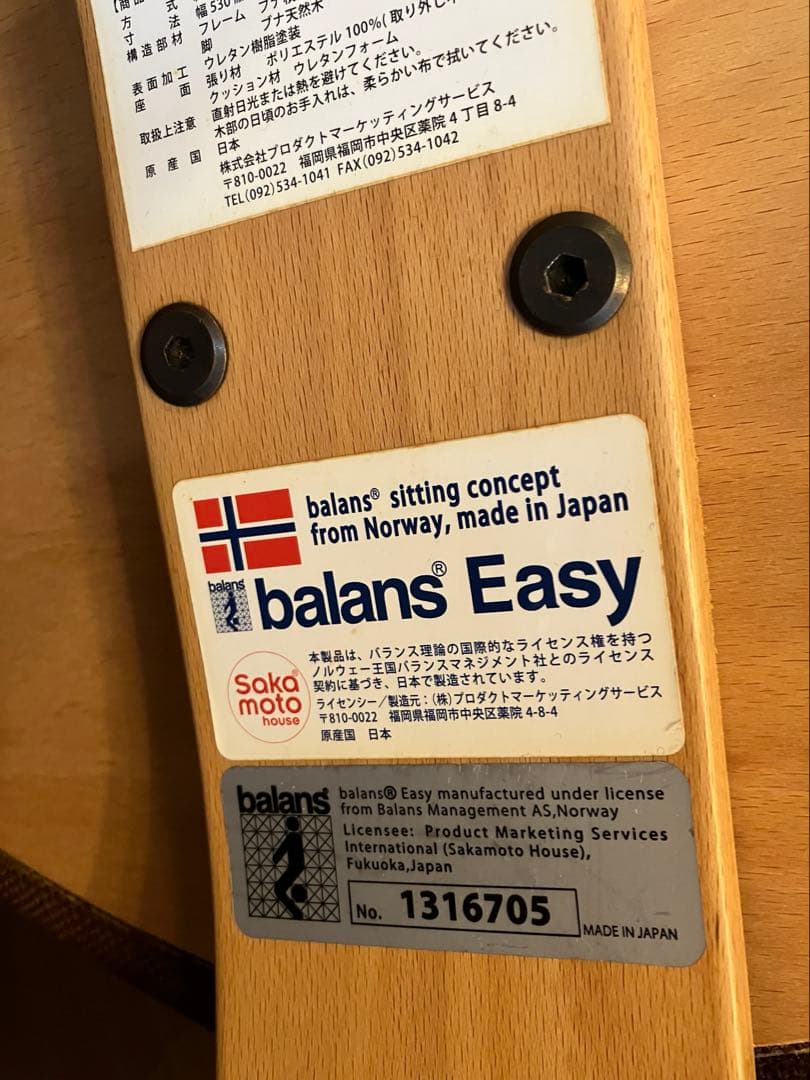 式
方 法 幅530
寸
構造部材 フレーム ブナ
脚 ブナ天然木
表面加工 ウレタン樹脂塗装
座 面 張り材 ポリエステル100%(取り外し
クッション材 ウレタンフォーム
取扱上注意 直射日光または熱を避けてください。
木部の日頃のお手入れは、柔らかい布で拭いてください。
原産国 日本
株式会社プロダクトマーケッティングサービス
〒810-0022 福岡県福岡市中央区薬院4丁目8-4
TEL(092)534-1041 FAX(092)534-1042
balans® sitting concept
from Norway, made in Japan
balans
balans® Easy
本製品は、バランス理論の国際的なライセンス権を持つ
ノルウェー王国バランスマネジメント社とのライセンス
契約に基づき、日本で製造されています。
Saka®
moto
house
ライセンシー/製造元:(株)プロダクトマーケッティングサービス
〒810-0022 福岡県福岡市中央区薬院4-8-4
原産国 日本
balans®
balans® Easy manufactured under license
from Balans Management AS,Norway
Licensee: Product Marketing Services
International (Sakamoto House),
Fukuoka,Japan
No. 1316705
MADE IN JAPAN